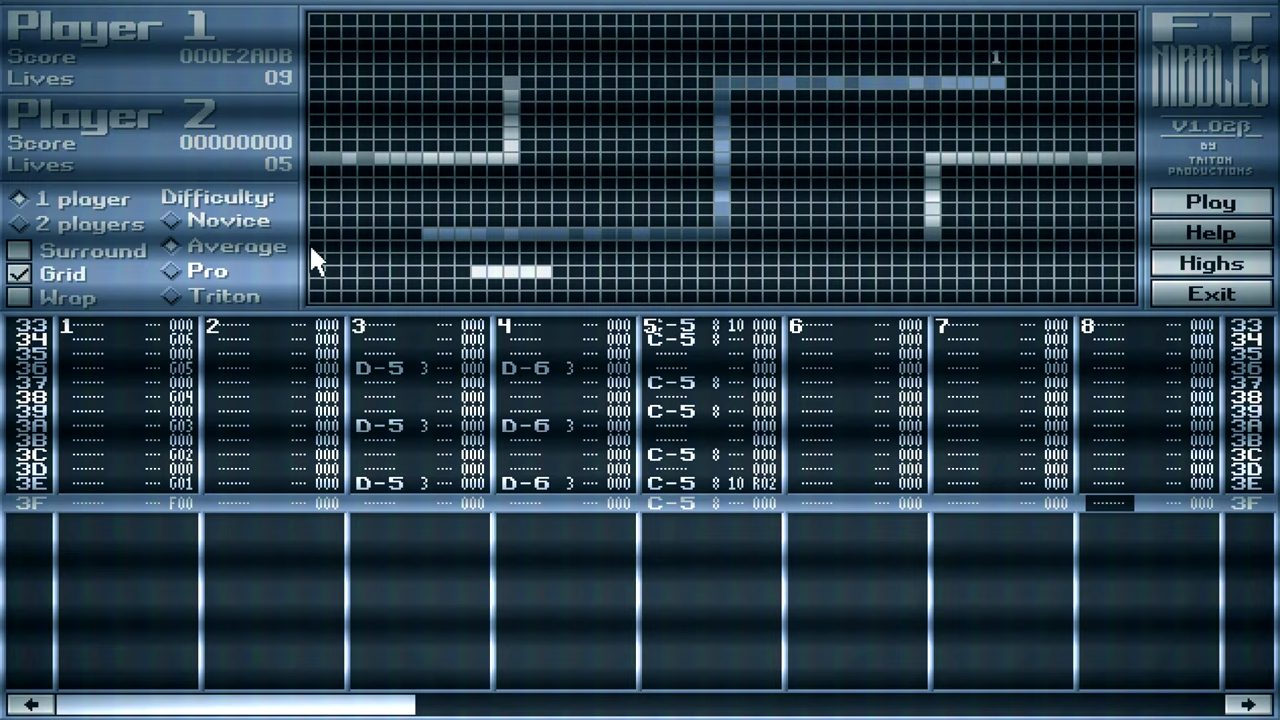 Player 1
Score 000E2ADB
Lives 09
Player 2
Score 00000000
Lives 05
1 player
2 players
Surround
Grid
Wrap
Difficulty:
Novice
Average
Pro
Triton
1
FT
NIBBLES
V1.02β
BY
TRITON
PRODUCTIONS
Play
Help
Highs
Exit
33 1 000 2 000 3 000 4 000 5 C-5 8 10 000 6 000 7 000 8 000 33
34 G06 000 000 000 C-5 8 000 000 000 000 34
35 000 000 000 000 000 000 000 000 35
36 G05 000 D-5 3 000 D-6 3 000 000 000 000 000 36
37 000 000 000 000 C-5 8 000 000 000 000 37
38 G04 000 000 000 000 000 000 000 38
39 000 000 000 000 C-5 8 000 000 000 000 39
3A G03 000 D-5 3 000 D-6 3 000 000 000 000 000 3A
3B 000 000 000 000 000 000 000 000 3B
3C G02 000 000 000 C-5 8 000 000 000 000 3C
3D 000 000 000 000 000 000 000 000 3D
3E G01 000 D-5 3 000 D-6 3 000 C-5 8 10 R02 000 000 000 3E
3F F00 000 000 000 C-5 8 000 000 000 000 3F